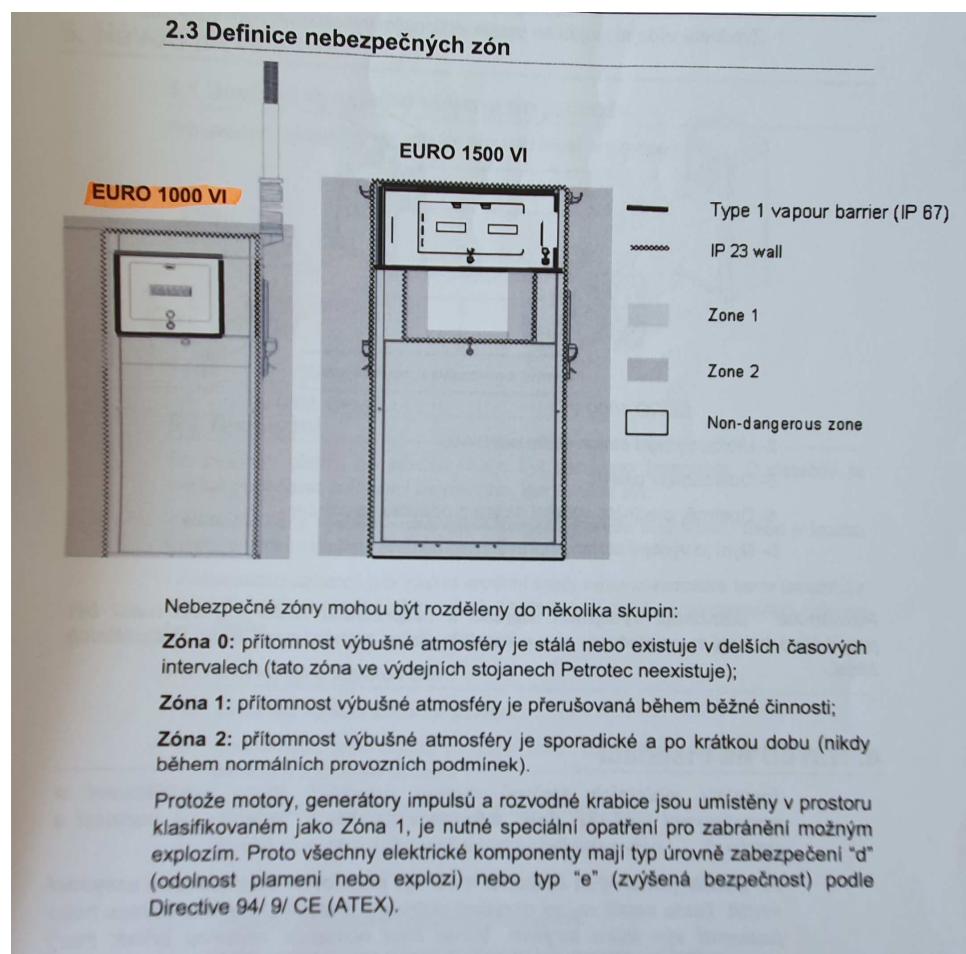 2.3 Definice nebezpečných zón
EURO 1500 VI
EURO 1000 VI
Type 1 vapour barrier (IP 67)
IP 23 wall
Zone 1
Zone 2
Non-dangerous zone
Nebezpečné zóny mohou být rozděleny do několika skupin:
Zóna 0: přítomnost výbušné atmosféry je stálá nebo existuje v delších časových
intervalech (tato zóna ve výdejních stojanech Petrotec neexistuje);
Zóna 1: přítomnost výbušné atmosféry je přerušovaná během běžné činnosti;
Zóna 2: přítomnost výbušné atmosféry je sporadické a po krátkou dobu (nikdy
během normálních provozních podmínek).
Protože motory, generátory impulsů a rozvodné krabice jsou umístěny v prostoru
klasifikovaném jako Zóna 1, je nutné speciální opatření pro zabránění možným
explozím. Proto všechny elektrické komponenty mají typ úrovně zabezpečení “d”
(odolnost plameni nebo explozi) nebo typ “e” (zvýšená bezpečnost) podle
Directive 94/ 9/ CE (ATEX).